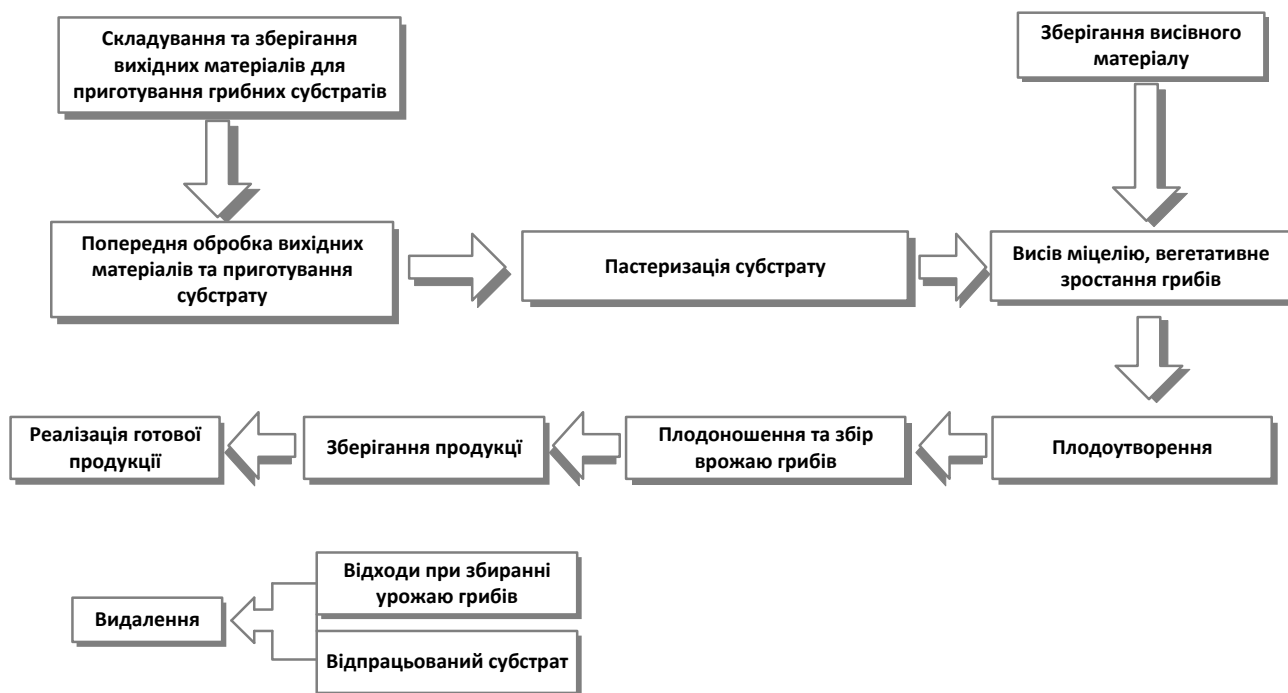 Складування та зберігання
вихідних матеріалів для
приготування грибних субстратів
Зберігання висівного
матеріалу
Попередня обробка вихідних
матеріалів та приготування
субстрату
Пастеризація субстрату
Висів міцелію, вегетативне
зростання грибів
Реалізація готової
продукції
Зберігання продукці
Плодоношення та збір
врожаю грибів
Плодоутворення
Видалення
Відходи при збиранні
урожаю грибів
Відпрацьований субстрат